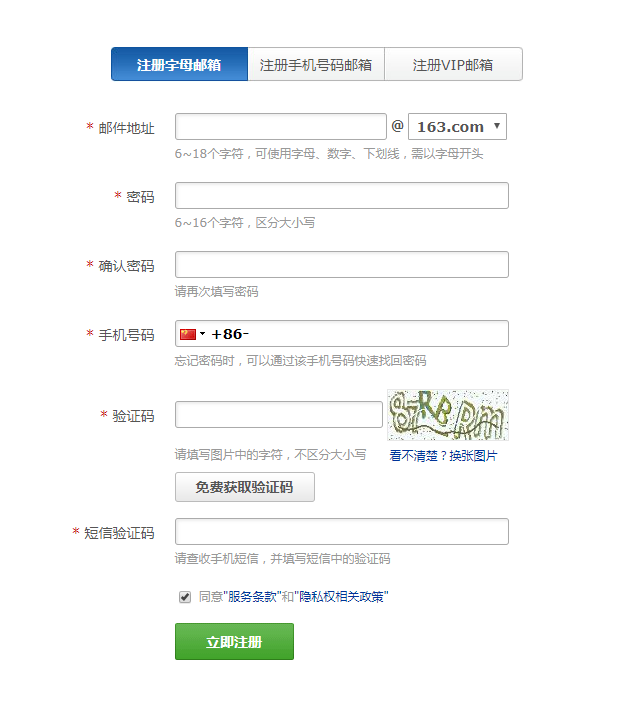 注册字母邮箱 注册手机号码邮箱 注册VIP邮箱
* 邮件地址 @ 163.com
6~18个字符，可使用字母、数字、下划线，需以字母开头
* 密码
6~16个字符，区分大小写
* 确认密码
请再次填写密码
* 手机号码 +86-
忘记密码时，可以通过该手机号码快速找回密码
* 验证码
请填写图片中的字符，不区分大小写 看不清楚？换张图片
免费获取验证码
* 短信验证码
请查收手机短信，并填写短信中的验证码
同意"服务条款"和"隐私权相关政策"
立即注册